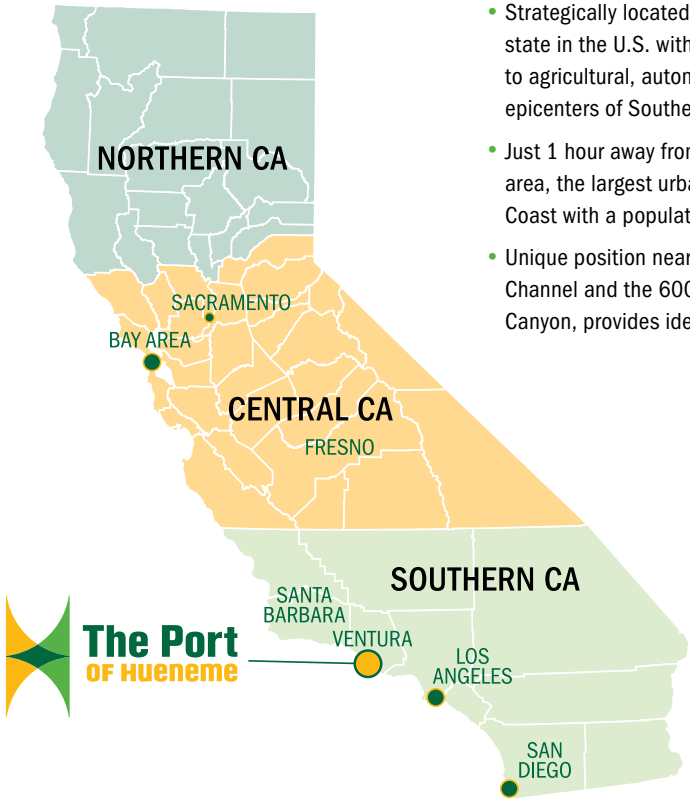 • Strategically located
state in the U.S. with
to agricultural, auto
epicenters of Southe
• Just 1 hour away from
area, the largest urba
Coast with a populat
• Unique position near
Channel and the 600
Canyon, provides ide
NORTHERN CA
SACRAMENTO
BAY AREA
CENTRAL CA
FRESNO
SOUTHERN CA
SANTA
BARBARA
VENTURA
The Port
OF HUENEME
LOS
ANGELES
SAN
DIEGO